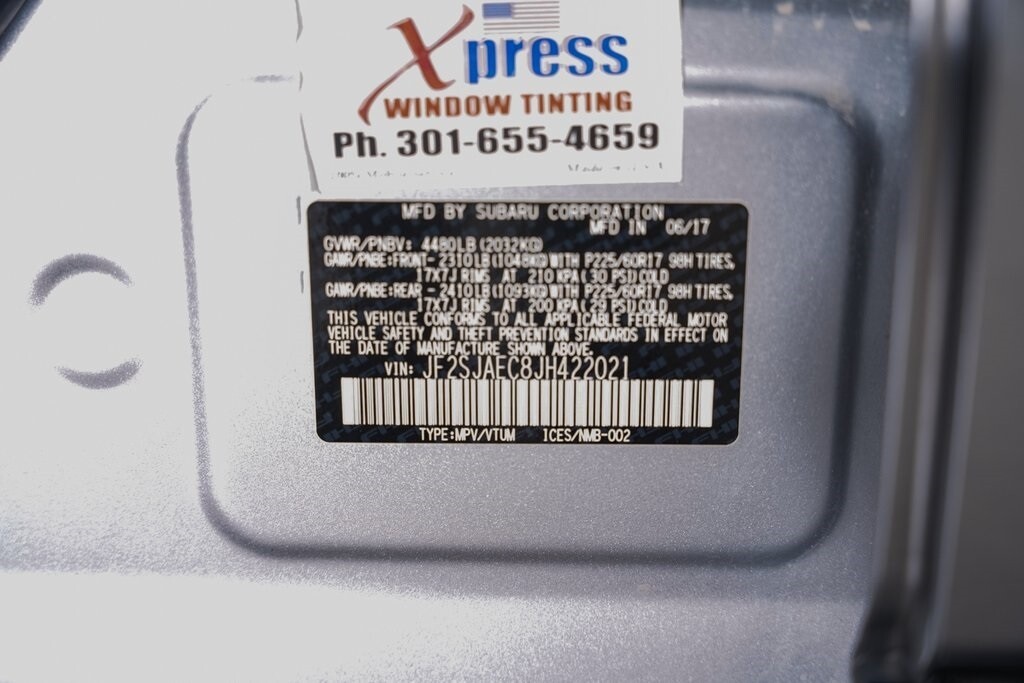 Xpress
WINDOW TINTING
Ph. 301-655-4659
MFD BY SUBARU CORPORATION
MFD IN 06/17
GVWR/PNBV: 4480LB(2032KG)
GAWR/PNBE:FRONT- 2310LB(1048KG)WITH P225/60R17 98H TIRES,
17X7J RIMS AT 210 KPA(30 PSI)COLD
GAWR/PNBE:REAR - 2410LB(1093KG)WITH P225/60R17 98H TIRES,
17X7J RIMS AT 200 KPA(29 PSI)COLD
THIS VEHICLE CONFORMS TO ALL APPLICABLE FEDERAL MOTOR
VEHICLE SAFETY AND THEFT PREVENTION STANDARDS IN EFFECT ON
THE DATE OF MANUFACTURE SHOWN ABOVE.
VIN: JF2SJAEC8JH422021
TYPE:MPV/VTUM ICES/NMB-002